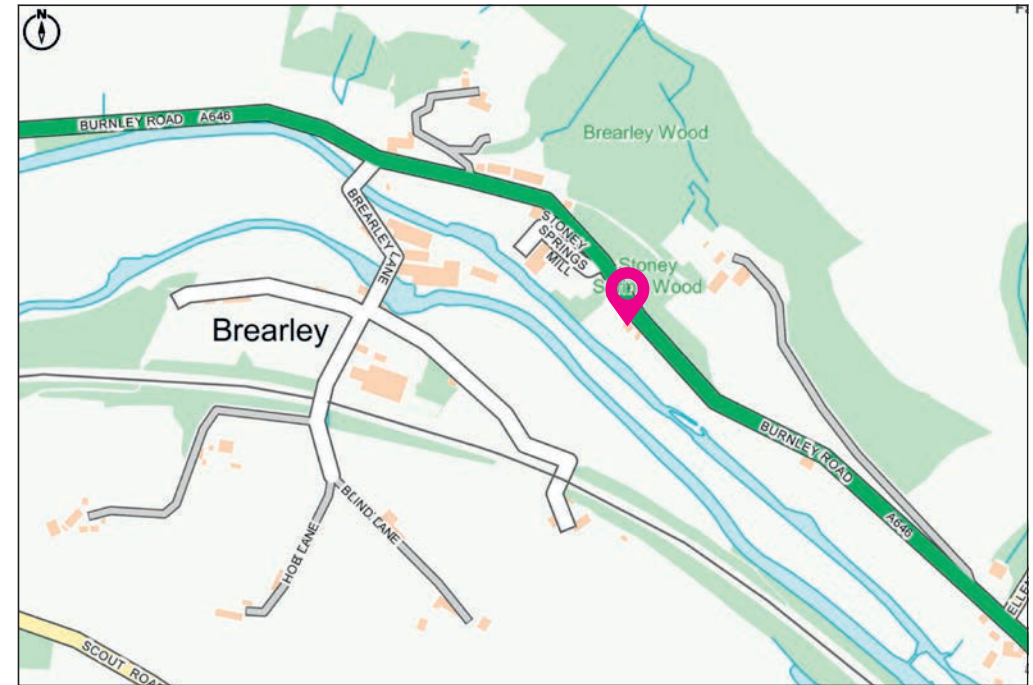 N
BURNLEY ROAD A646
Brearley Wood
BREARLEY LANE
STONEY
SPRINGS
MILL
Stoney
Wood
Brearley
BURNLEY ROAD
A646
BLIND LANE
HOB LANE
SCOUT